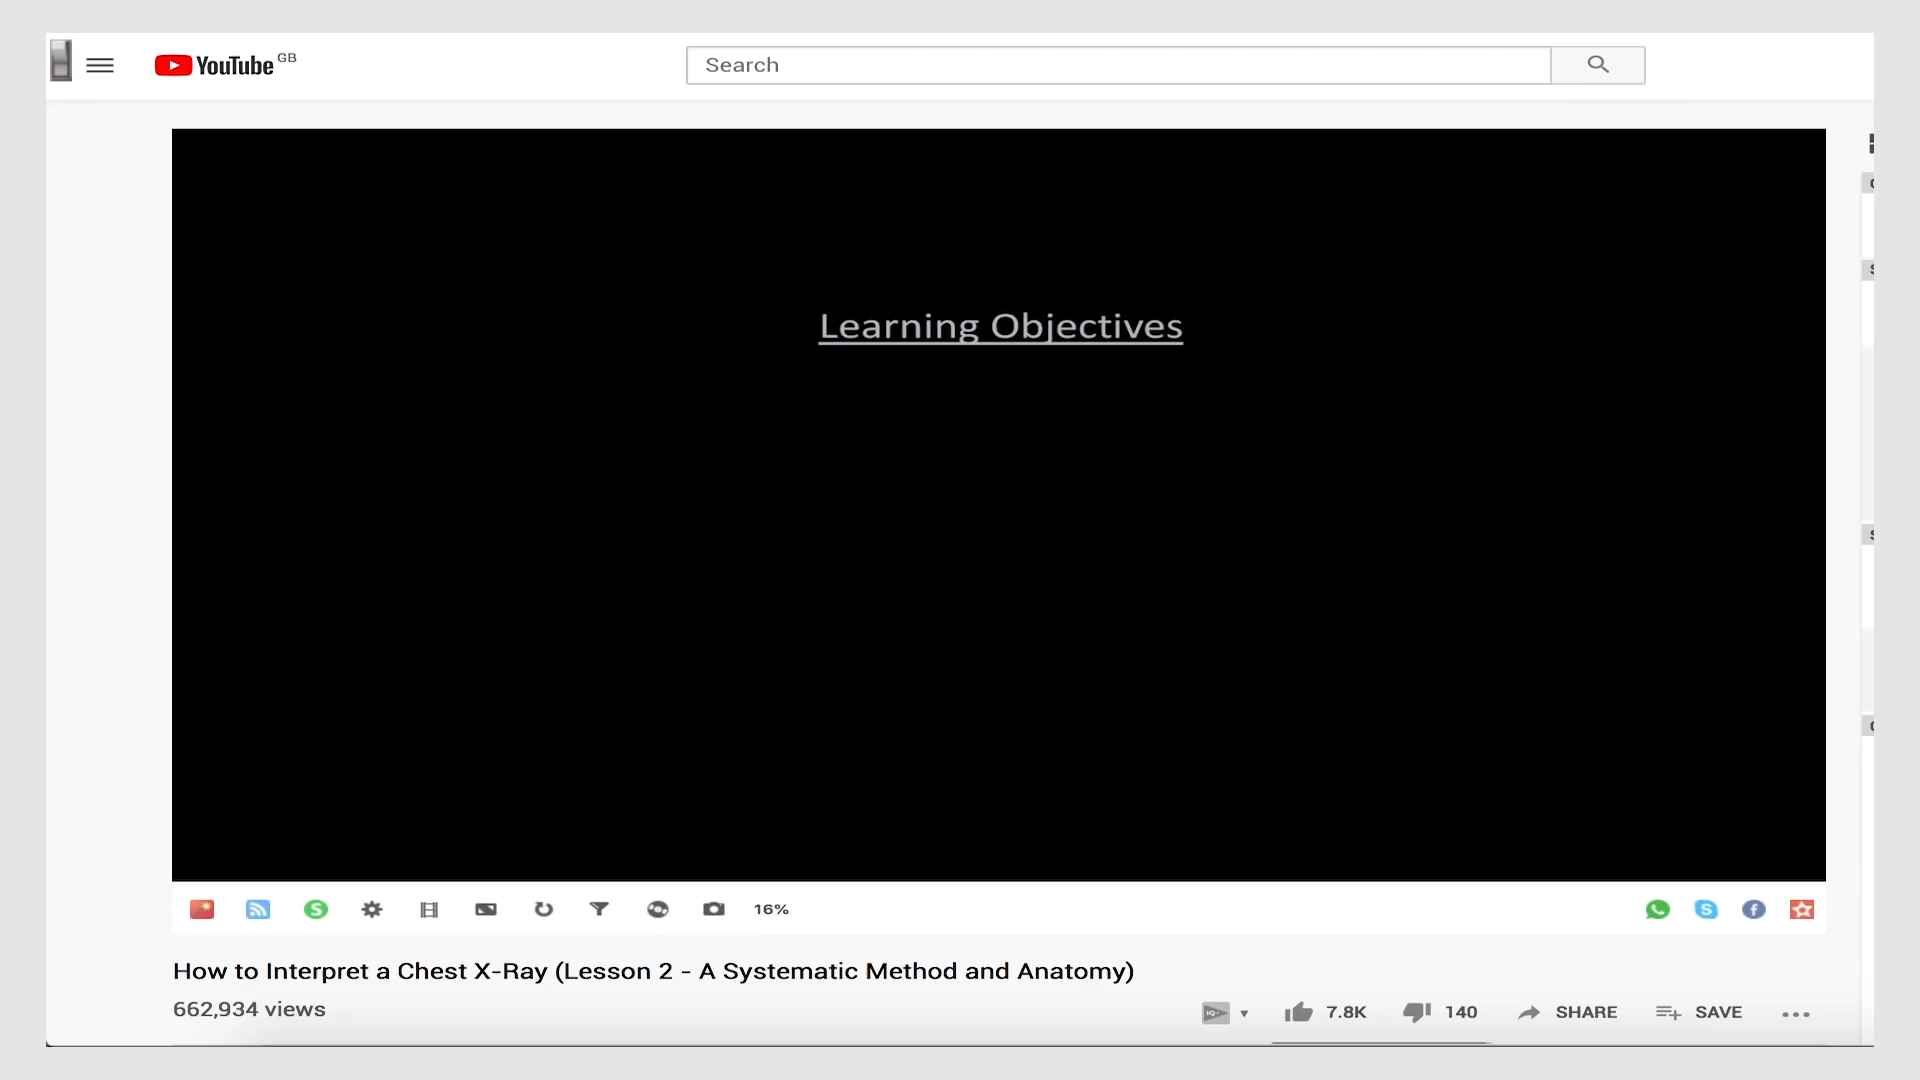 YouTube GB
Search
Learning Objectives
16%
How to Interpret a Chest X-Ray (Lesson 2 - A Systematic Method and Anatomy)
662,934 views
7.8K
140
SHARE
SAVE